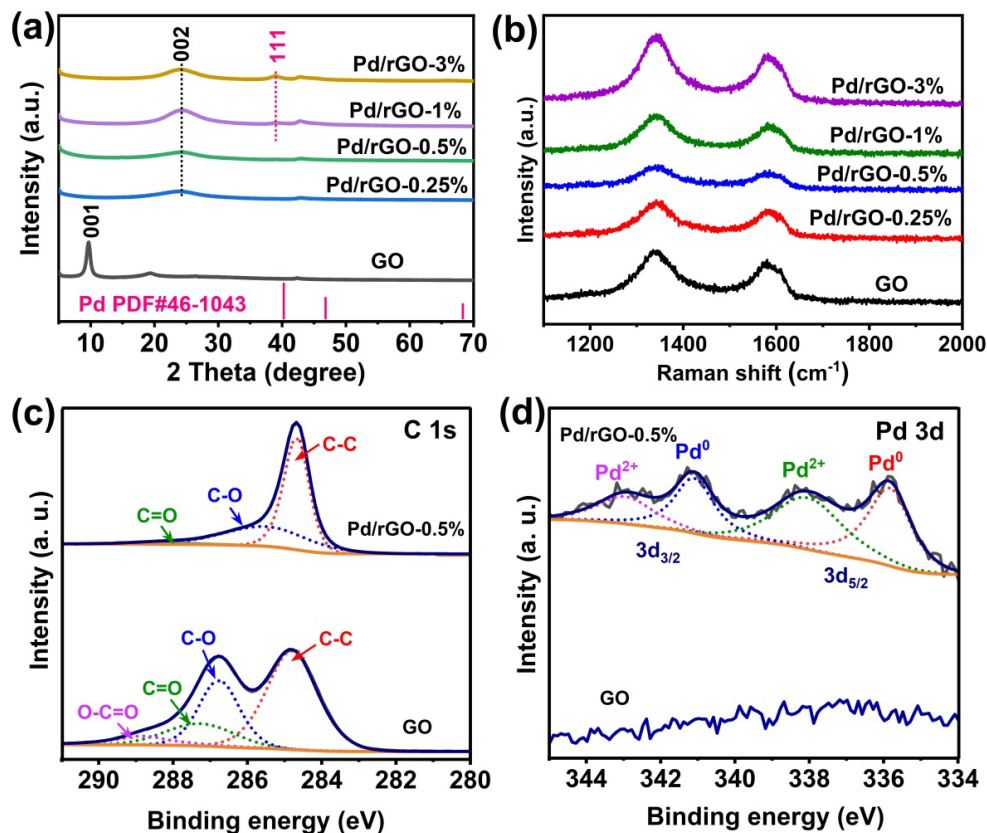 (a)
002
111
Pd/rGO-3%
Pd/rGO-1%
Pd/rGO-0.5%
Pd/rGO-0.25%
001
GO
Pd PDF#46-1043
10 20 30 40 50 60 70
2 Theta (degree)
Intensity (a.u.)
(b)
Pd/rGO-3%
Pd/rGO-1%
Pd/rGO-0.5%
Pd/rGO-0.25%
GO
1200 1400 1600 1800 2000
Raman shift (cm⁻¹)
Intensity (a.u.)
(c)
C 1s
C-C
C-O
C=O
Pd/rGO-0.5%
C-O
C-C
C=O
O-C=O
GO
290 288 286 284 282 280
Binding energy (eV)
Intensity (a. u.)
(d)
Pd 3d
Pd/rGO-0.5%
Pd²⁺
Pd⁰
Pd²⁺
Pd⁰
3d₃/₂
3d₅/₂
GO
344 342 340 338 336 334
Binding energy (eV)
Intensity (a. u.)